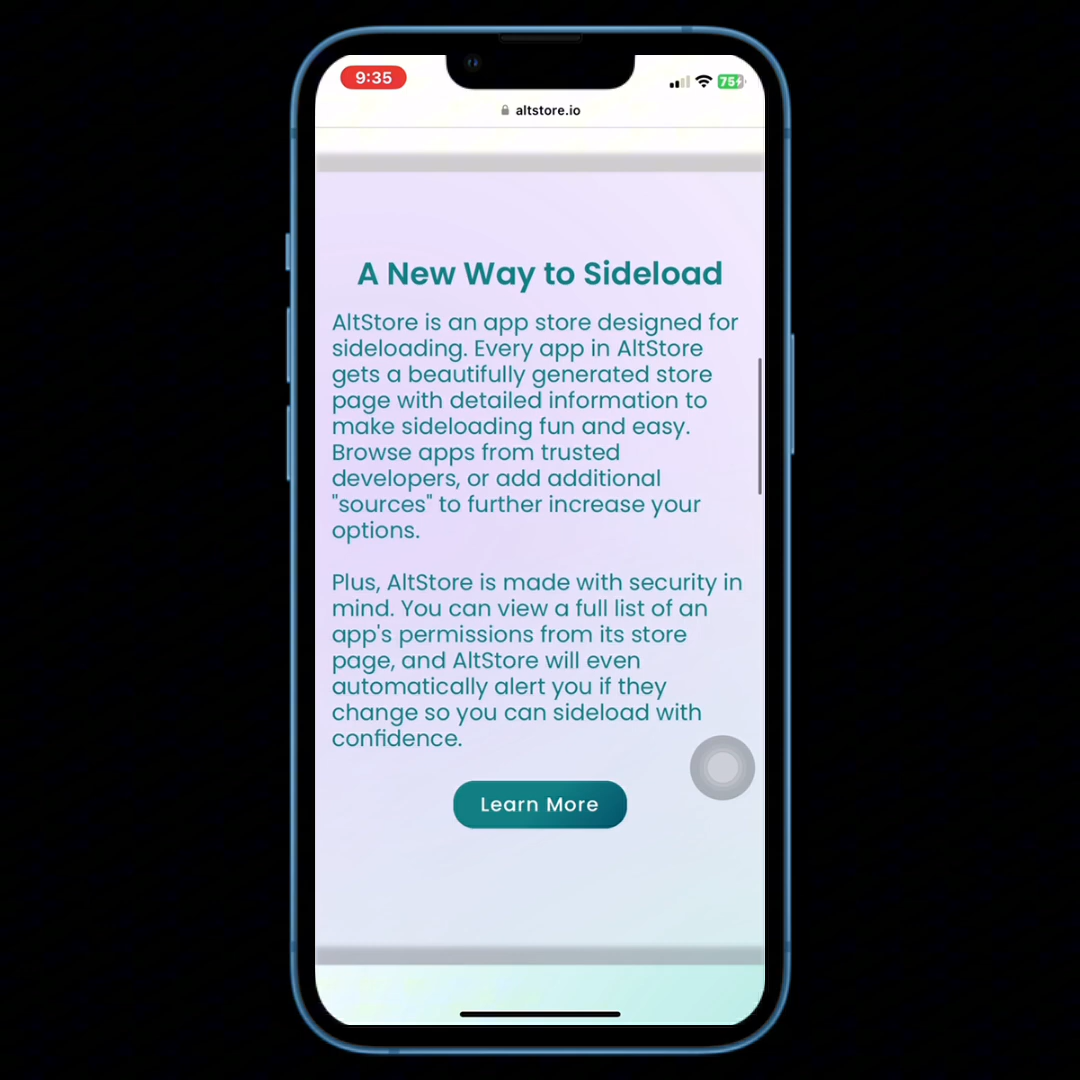 9:35
75
altstore.io
A New Way to Sideload
AltStore is an app store designed for
sideloading. Every app in AltStore
gets a beautifully generated store
page with detailed information to
make sideloading fun and easy.
Browse apps from trusted
developers, or add additional
"sources" to further increase your
options.
Plus, AltStore is made with security in
mind. You can view a full list of an
app's permissions from its store
page, and AltStore will even
automatically alert you if they
change so you can sideload with
confidence.
Learn More